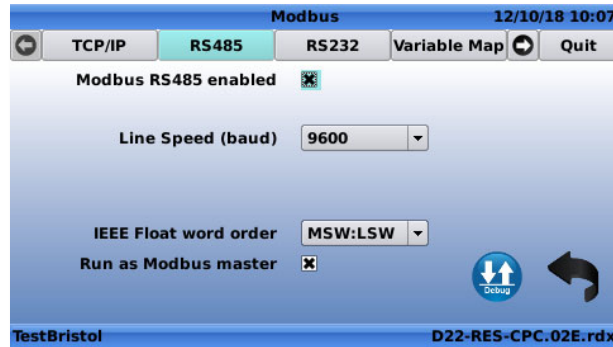 Modbus 12/10/18 10:07
TCP/IP RS485 RS232 Variable Map Quit
Modbus RS485 enabled
Line Speed (baud) 9600
IEEE Float word order MSW:LSW
Run as Modbus master
Debug
TestBristol D22-RES-CPC.02E.rdx